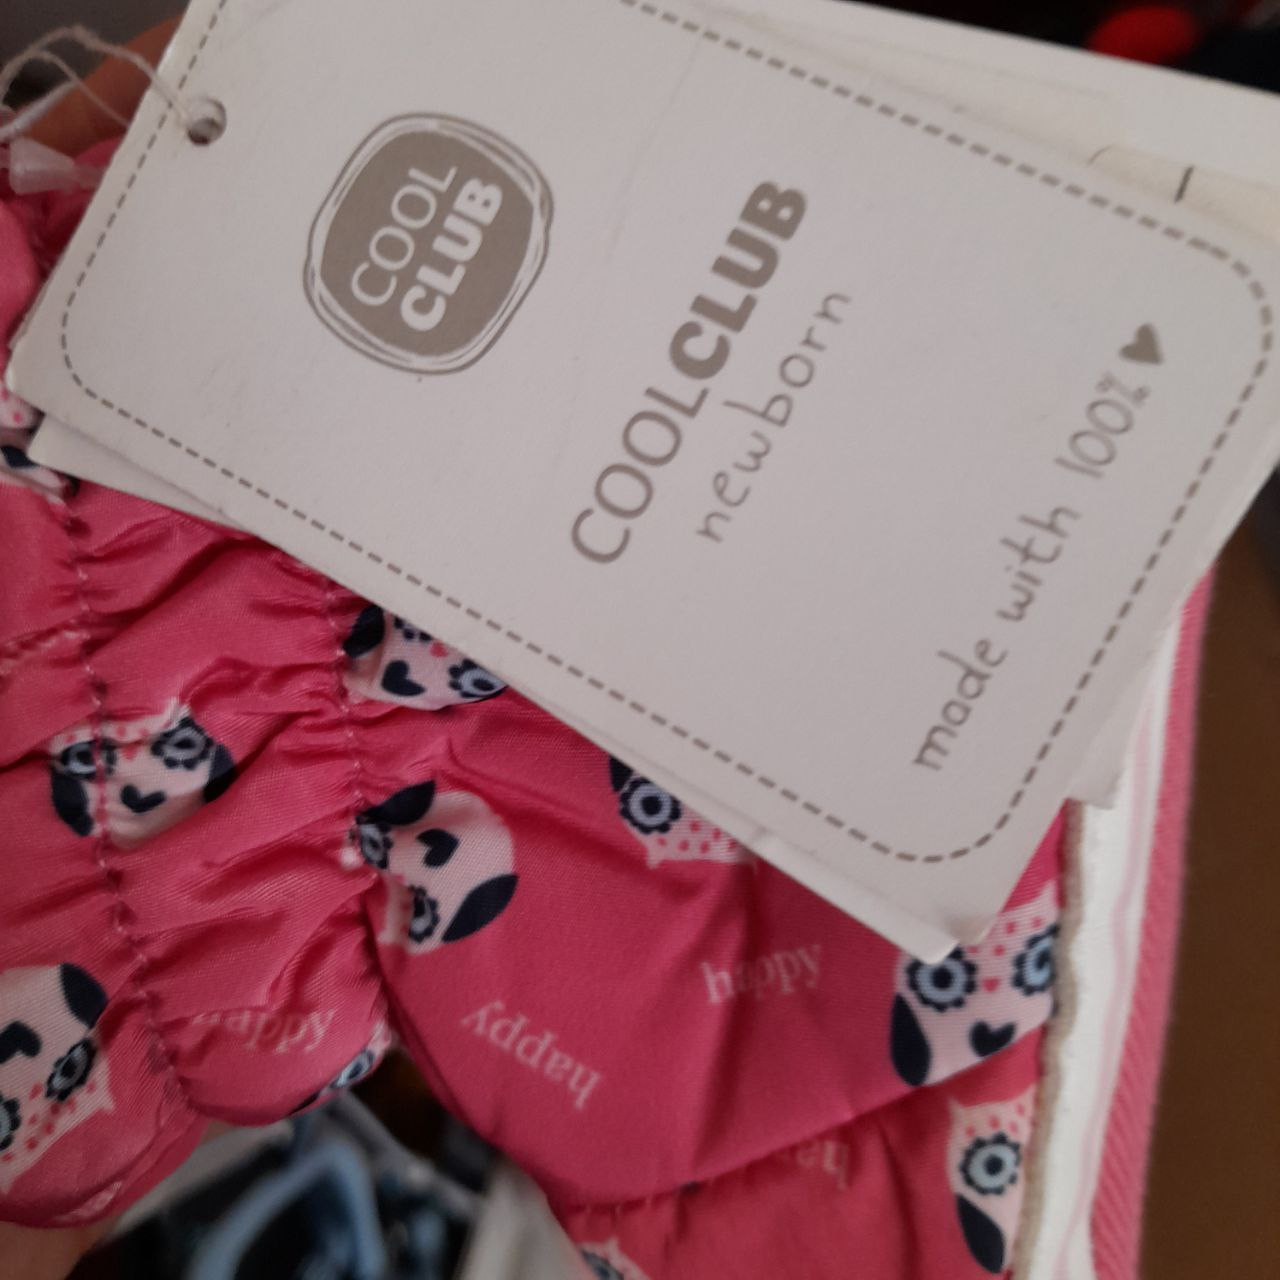 COOL
CLUB
COOLCLUB
newborn
made with 100% ♥
happy
happy
happy